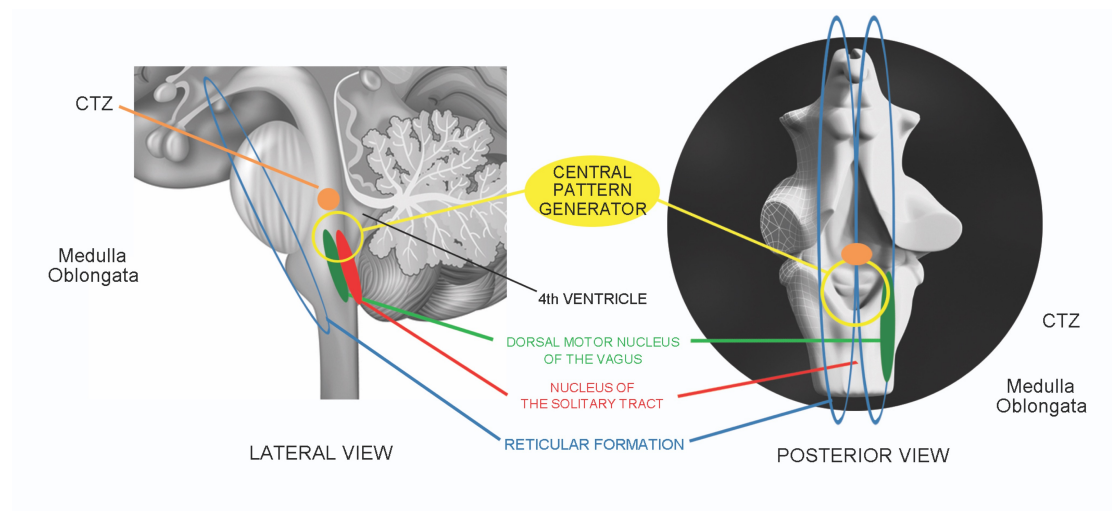 CTZ
CENTRAL
PATTERN
GENERATOR
Medulla
Oblongata
4th VENTRICLE
DORSAL MOTOR NUCLEUS
OF THE VAGUS
NUCLEUS OF
THE SOLITARY TRACT
RETICULAR FORMATION
LATERAL VIEW
CTZ
Medulla
Oblongata
POSTERIOR VIEW